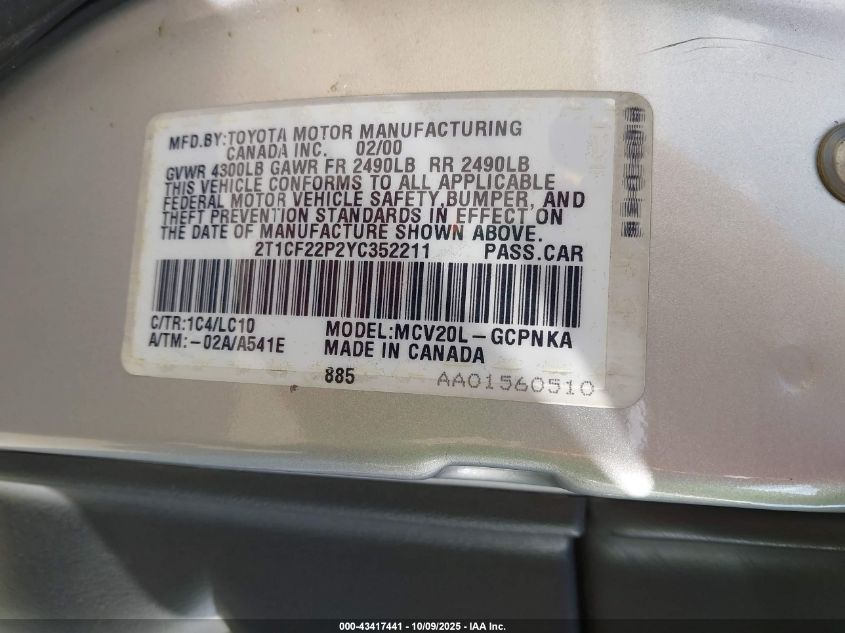 MFD.BY:TOYOTA MOTOR MANUFACTURING
CANADA INC. 02/00
GVWR 4300LB GAWR FR 2490LB RR 2490LB
THIS VEHICLE CONFORMS TO ALL APPLICABLE
FEDERAL MOTOR VEHICLE SAFETY,BUMPER, AND
THEFT PREVENTION STANDARDS IN EFFECT ON
THE DATE OF MANUFACTURE SHOWN ABOVE.
2T1CF22P2YC352211 PASS.CAR
C/TR:1C4/LC10 MODEL:MCV20L-GCPNKA
A/TM:-02A/A541E MADE IN CANADA
885 AA01560510
000-43417441 - 10/09/2025 - IAA Inc.